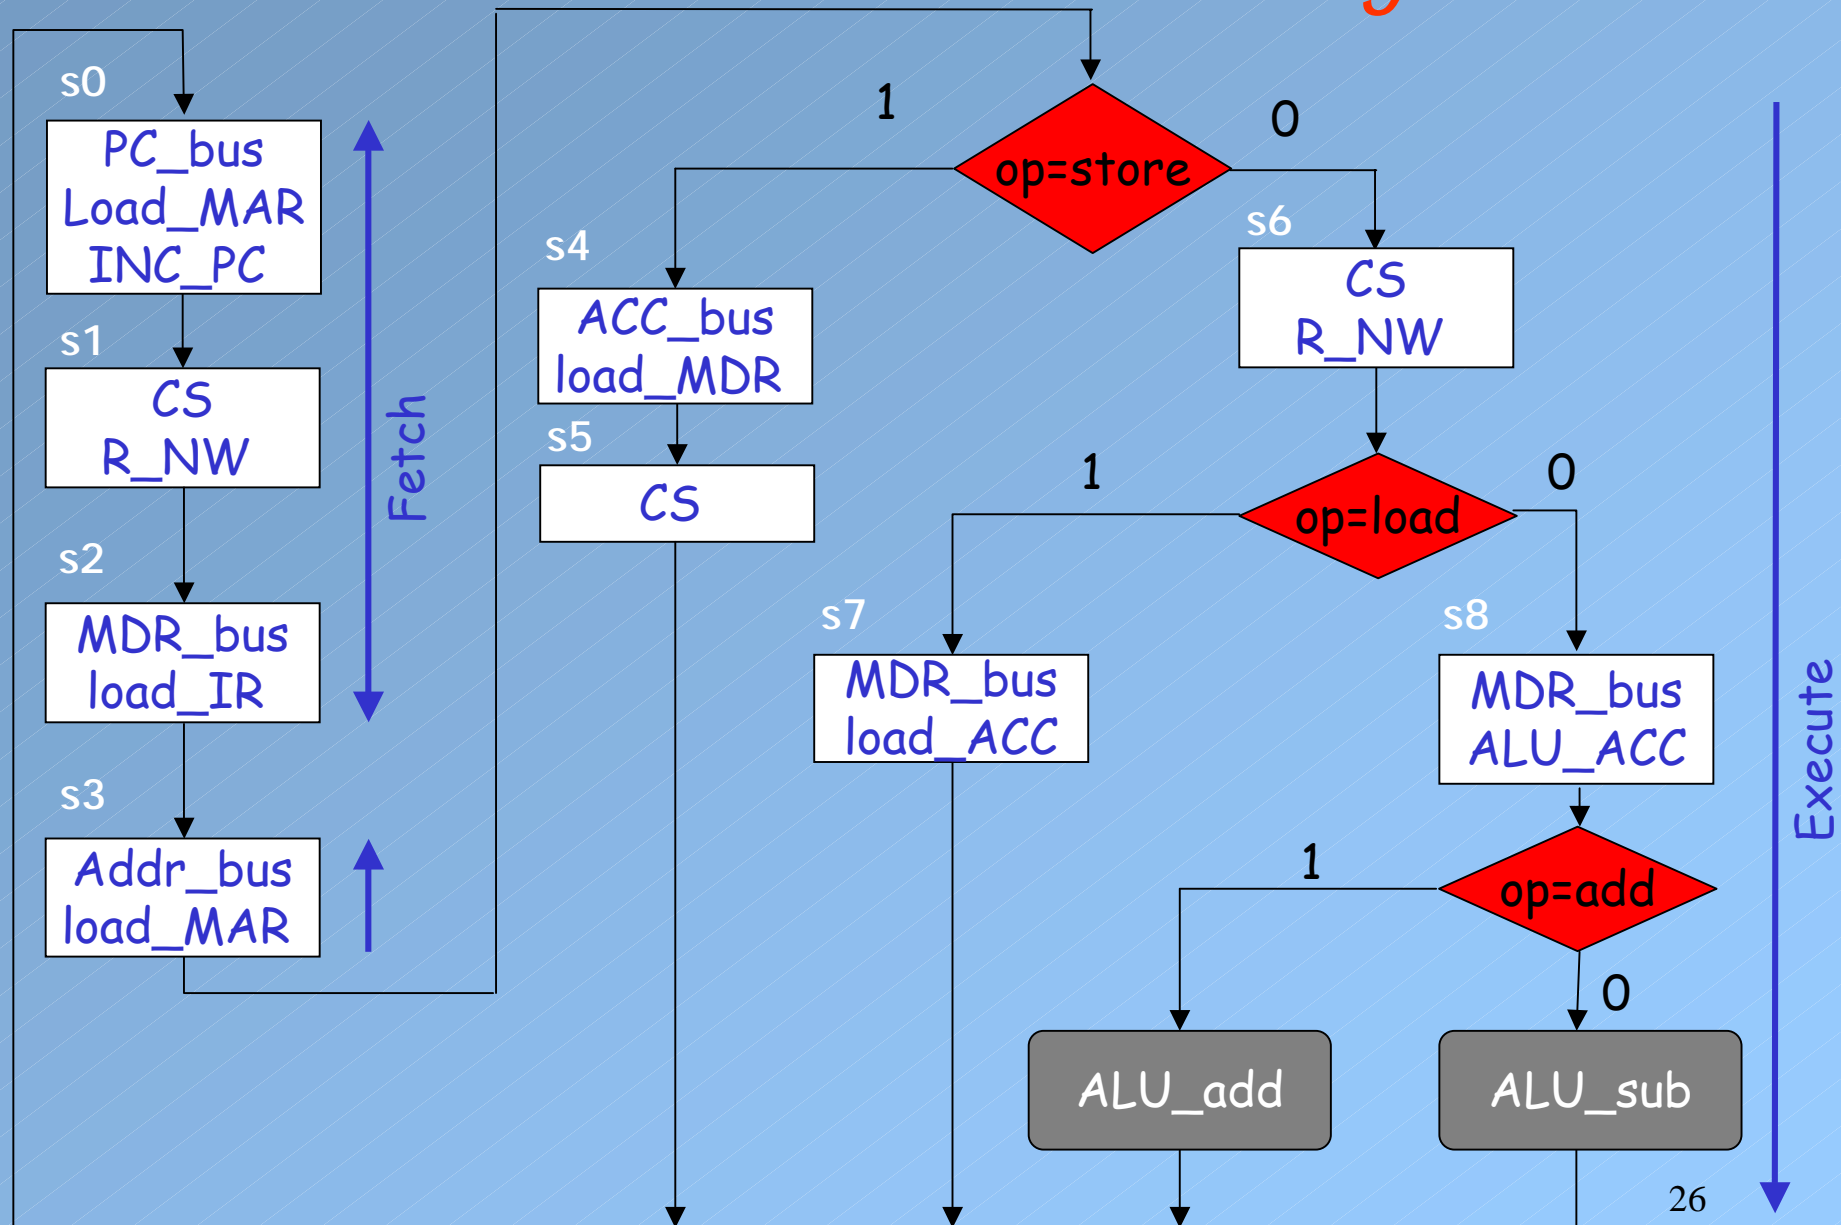 s0
PC_bus
Load_MAR
INC_PC
s1
CS
R_NW
s2
MDR_bus
load_IR
s3
Addr_bus
load_MAR
Fetch
op=store
1
0
s4
ACC_bus
load_MDR
s5
CS
s6
CS
R_NW
op=load
1
0
s7
MDR_bus
load_ACC
s8
MDR_bus
ALU_ACC
op=add
1
0
ALU_add
ALU_sub
Execute
26